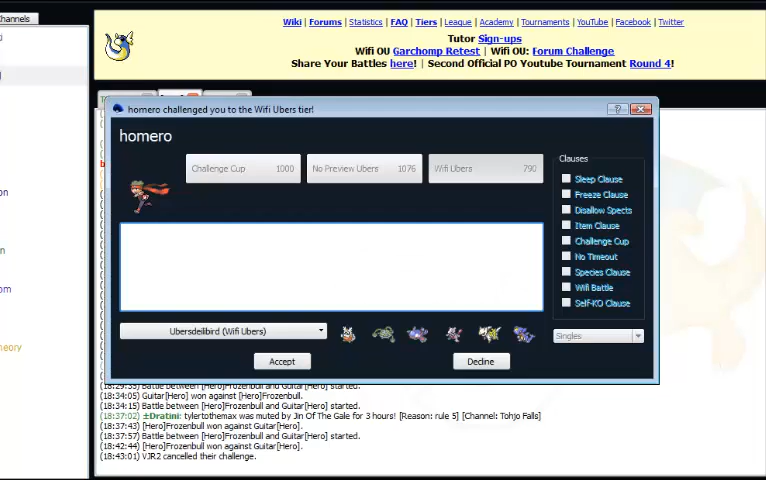 Channels
Wiki | Forums | Statistics | FAQ | Tiers | League | Academy | Tournaments | YouTube | Facebook | Twitter
Tutor Sign-ups
Wifi OU Garchomp Retest | Wifi OU: Forum Challenge
Share Your Battles here! | Second Official PO Youtube Tournament Round 4!
homero challenged you to the Wifi Ubers tier!
homero
Challenge Cup 1000
No Preview Ubers 1076
Wifi Ubers 790
Clauses
Sleep Clause
Freeze Clause
Disallow Spects
Item Clause
Challenge Cup
No Timeout
Species Clause
Wifi Battle
Self-KO Clause
Ubersdeilibird (Wifi Ubers)
Singles
Accept
Decline
(18:29:35) Battle between [Hero]Frozenbull and Guitar[Hero] started.
(18:34:05) Guitar[Hero] won against [Hero]Frozenbull.
(18:34:15) Battle between [Hero]Frozenbull and Guitar[Hero] started.
(18:37:02) ±Dratini: tylertothemax was muted by Jin Of The Gale for 3 hours! [Reason: rule 5] [Channel: Tohjo Falls]
(18:37:43) [Hero]Frozenbull won against Guitar[Hero].
(18:37:57) Battle between [Hero]Frozenbull and Guitar[Hero] started.
(18:42:44) [Hero]Frozenbull won against Guitar[Hero].
(18:43:01) VJR2 cancelled their challenge.